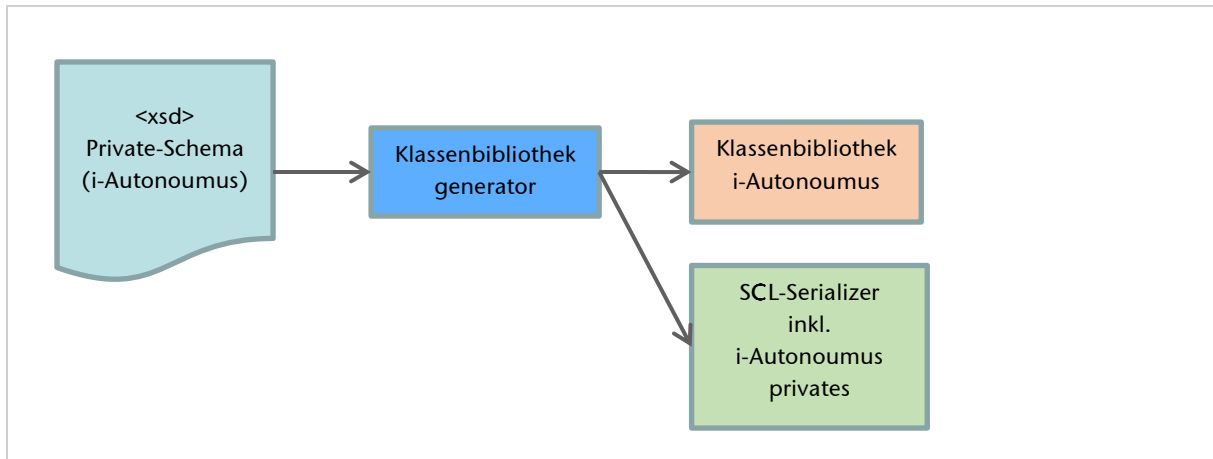 <xsd>
Private-Schema
(i-Autonoumus)
Klassenbibliothek
generator
Klassenbibliothek
i-Autonoumus
SCL-Serializer
inkl.
i-Autonoumus
privates